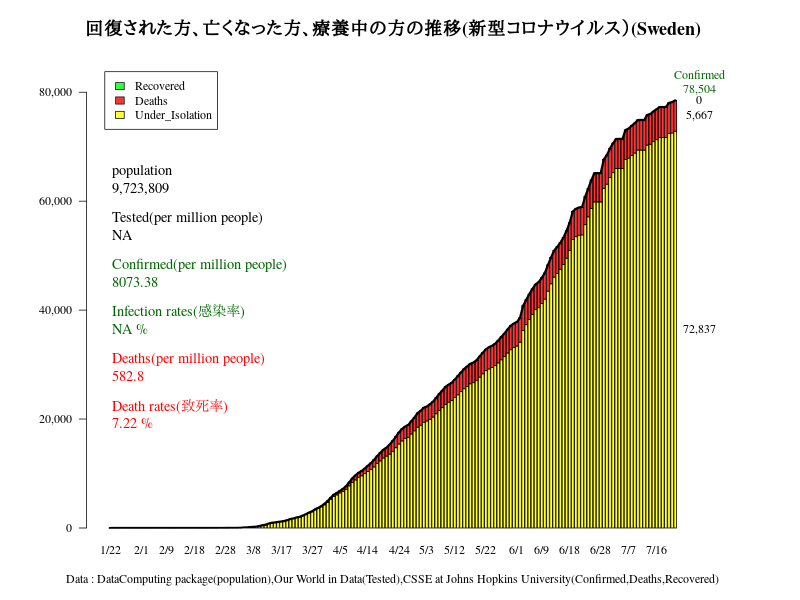 回復された方、亡くなった方、療養中の方の推移(新型コロナウイルス)(Sweden)
Confirmed
78,504
0
5,667
72,837
Recovered
Deaths
Under_Isolation
population
9,723,809
Tested(per million people)
NA
Confirmed(per million people)
8073.38
Infection rates(感染率)
NA %
Deaths(per million people)
582.8
Death rates(致死率)
7.22 %
80,000
60,000
40,000
20,000
0
1/22 2/1 2/9 2/18 2/28 3/8 3/17 3/27 4/5 4/14 4/24 5/3 5/12 5/22 6/1 6/9 6/18 6/28 7/7 7/16
Data : DataComputing package(population),Our World in Data(Tested),CSSE at Johns Hopkins University(Confirmed,Deaths,Recovered)